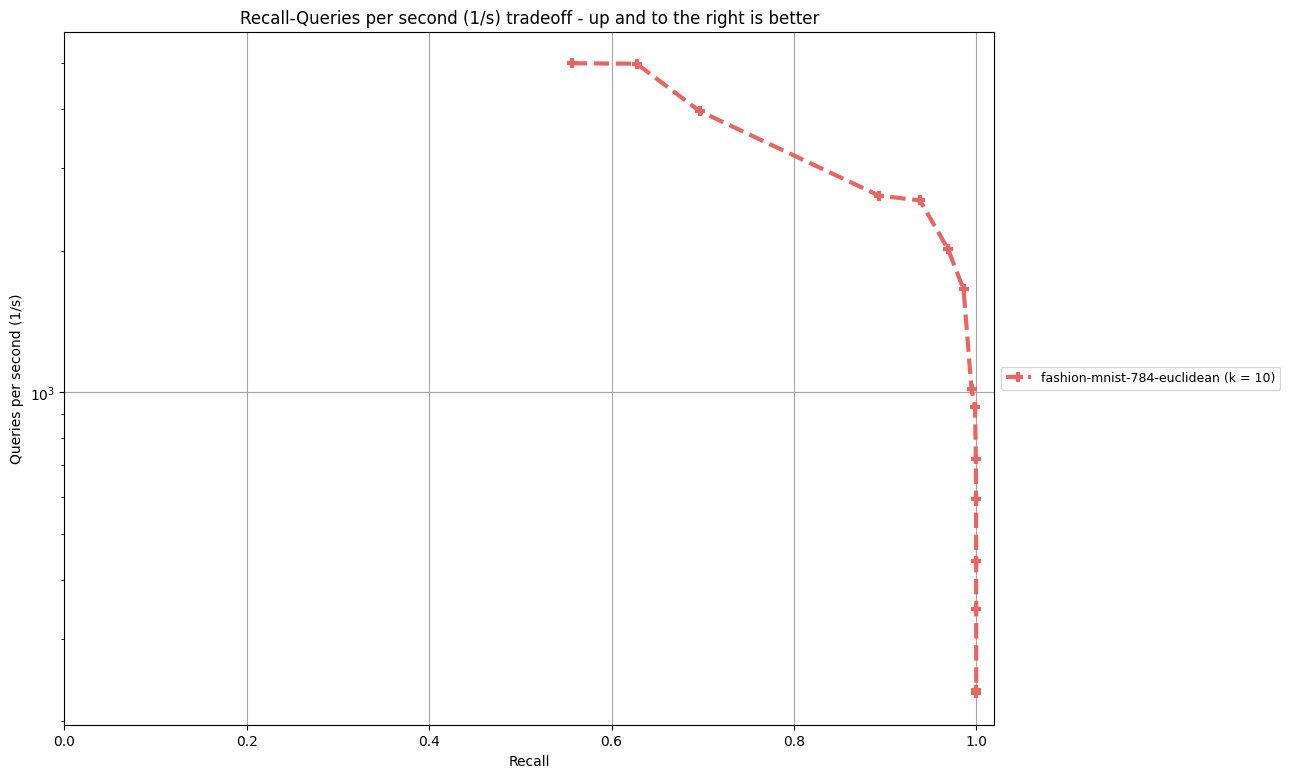 Recall-Queries per second (1/s) tradeoff - up and to the right is better
Queries per second (1/s)
10³
fashion-mnist-784-euclidean (k = 10)
0.0 0.2 0.4 0.6 0.8 1.0
Recall